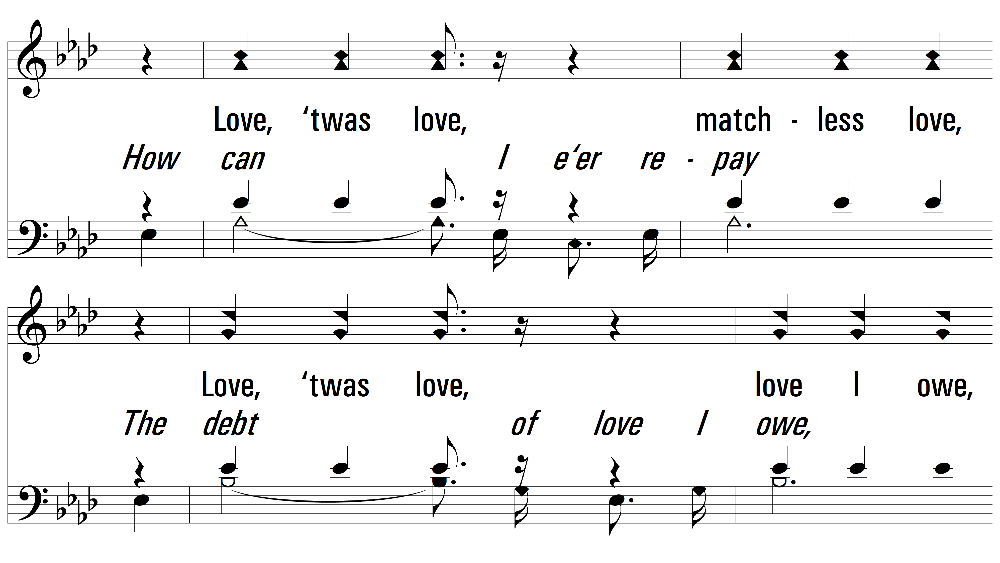 Love, ‘twas love, match - less love,
How can I e‘er re - pay
Love, ‘twas love, love I owe,
The debt of love I owe,